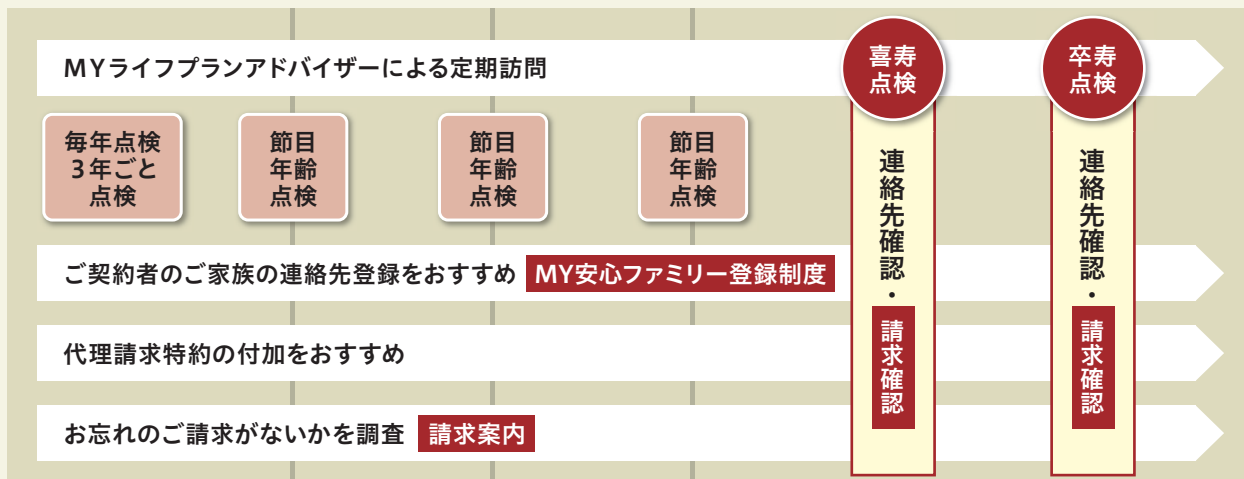 MYライフプランアドバイザーによる定期訪問
喜寿
点検
卒寿
点検
毎年点検
3年ごと
点検
節目
年齢
点検
節目
年齢
点検
節目
年齢
点検
連絡先確認・請求確認
連絡先確認・請求確認
ご契約者のご家族の連絡先登録をおすすめ MY安心ファミリー登録制度
代理請求特約の付加をおすすめ
お忘れのご請求がないかを調査 請求案内